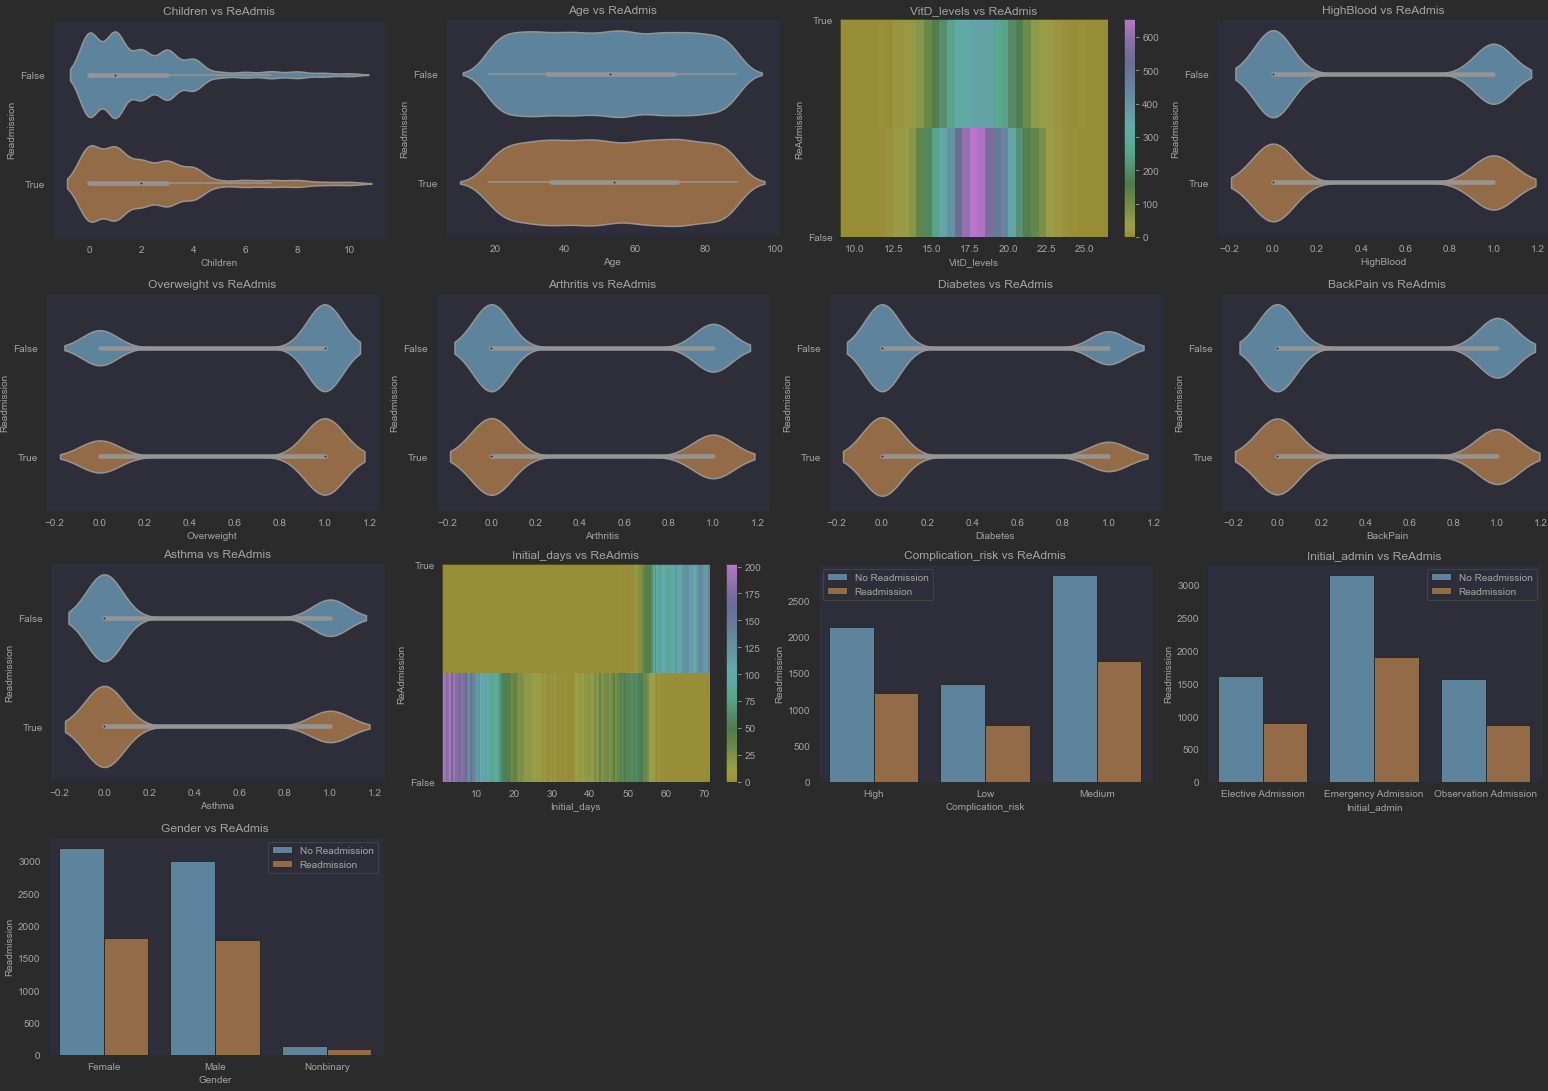 Children vs ReAdmis
Readmission
False
True
0 2 4 6 8 10
Children
Age vs ReAdmis
Readmission
False
True
20 40 60 80 100
Age
VitD_levels vs ReAdmis
ReAdmission
True
False
10.0 12.5 15.0 17.5 20.0 22.5 25.0
VitD_levels
600
500
400
300
200
100
0
HighBlood vs ReAdmis
Readmission
False
True
−0.2 0.0 0.2 0.4 0.6 0.8 1.0 1.2
HighBlood
Overweight vs ReAdmis
Readmission
False
True
−0.2 0.0 0.2 0.4 0.6 0.8 1.0 1.2
Overweight
Arthritis vs ReAdmis
Readmission
False
True
−0.2 0.0 0.2 0.4 0.6 0.8 1.0 1.2
Arthritis
Diabetes vs ReAdmis
Readmission
False
True
−0.2 0.0 0.2 0.4 0.6 0.8 1.0 1.2
Diabetes
BackPain vs ReAdmis
Readmission
False
True
−0.2 0.0 0.2 0.4 0.6 0.8 1.0 1.2
BackPain
Asthma vs ReAdmis
Readmission
False
True
−0.2 0.0 0.2 0.4 0.6 0.8 1.0 1.2
Asthma
Initial_days vs ReAdmis
ReAdmission
True
False
10 20 30 40 50 60 70
Initial_days
200
175
150
125
100
75
50
25
0
Complication_risk vs ReAdmis
No Readmission
Readmission
Readmission
2500
2000
1500
1000
500
0
High Low Medium
Complication_risk
Initial_admin vs ReAdmis
No Readmission
Readmission
Readmission
3000
2500
2000
1500
1000
500
0
Elective Admission Emergency Admission Observation Admission
Initial_admin
Gender vs ReAdmis
No Readmission
Readmission
Readmission
3000
2500
2000
1500
1000
500
0
Female Male Nonbinary
Gender